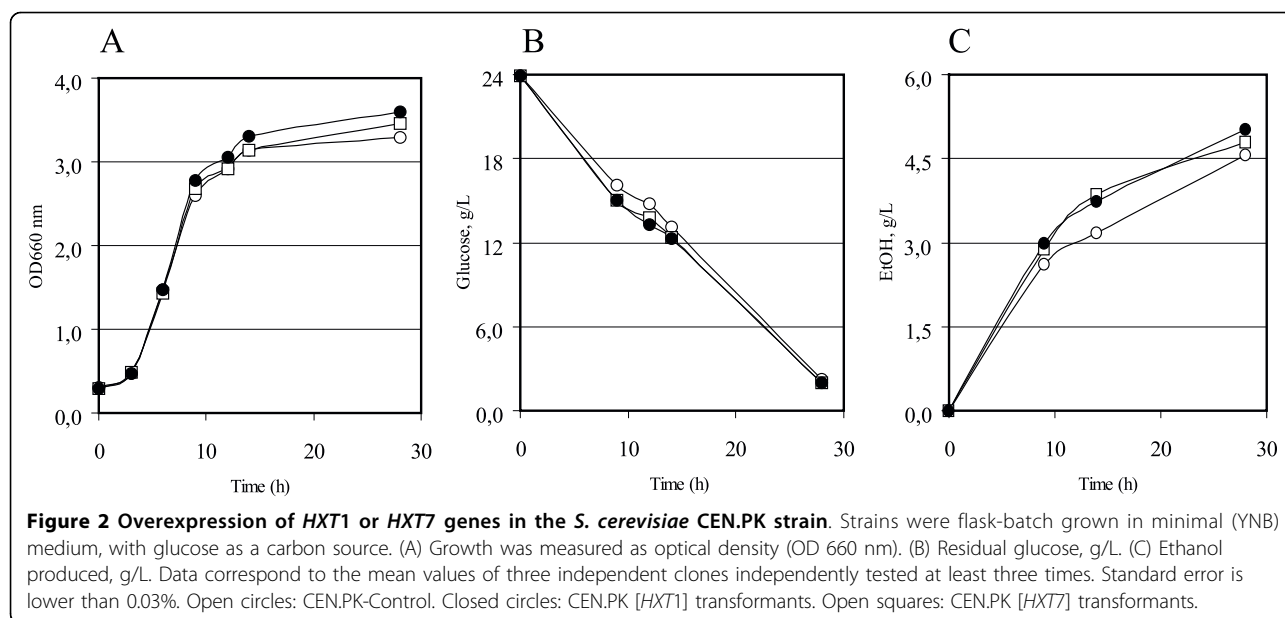 A
B
C
4,0
3,0
2,0
1,0
0,0
OD660 nm
0
10
20
30
Time (h)
24
18
12
6,0
0,0
Glucose, g/L
0
10
20
30
Time (h)
6,0
4,5
3,0
1,5
0,0
EtOH, g/L
0
10
20
30
Time (h)
Figure 2 Overexpression of HXT1 or HXT7 genes in the S. cerevisiae CEN.PK strain. Strains were flask-batch grown in minimal (YNB)
medium, with glucose as a carbon source. (A) Growth was measured as optical density (OD 660 nm). (B) Residual glucose, g/L. (C) Ethanol
produced, g/L. Data correspond to the mean values of three independent clones independently tested at least three times. Standard error is
lower than 0.03%. Open circles: CEN.PK-Control. Closed circles: CEN.PK [HXT1] transformants. Open squares: CEN.PK [HXT7] transformants.